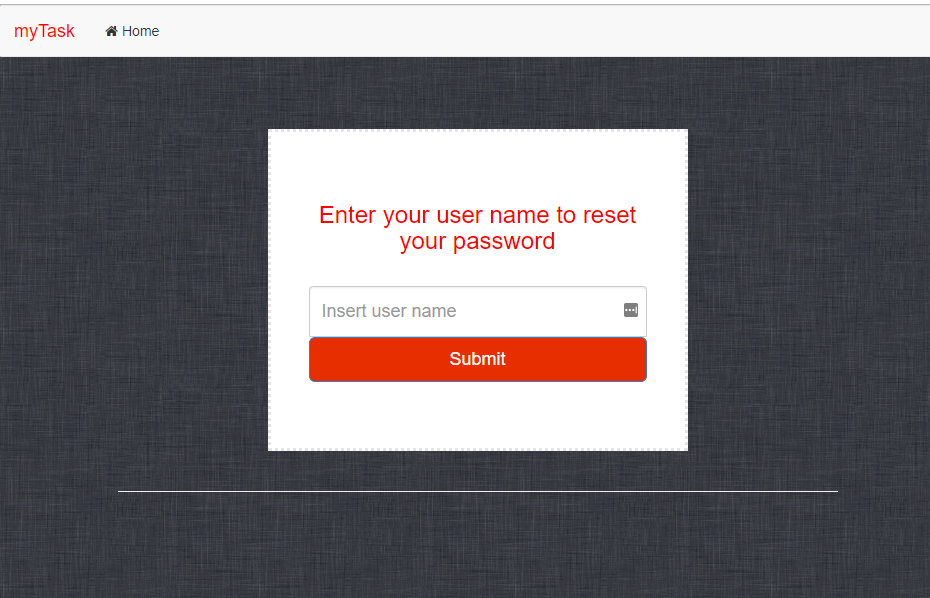 myTask
Home
Enter your user name to reset
your password
Insert user name
Submit